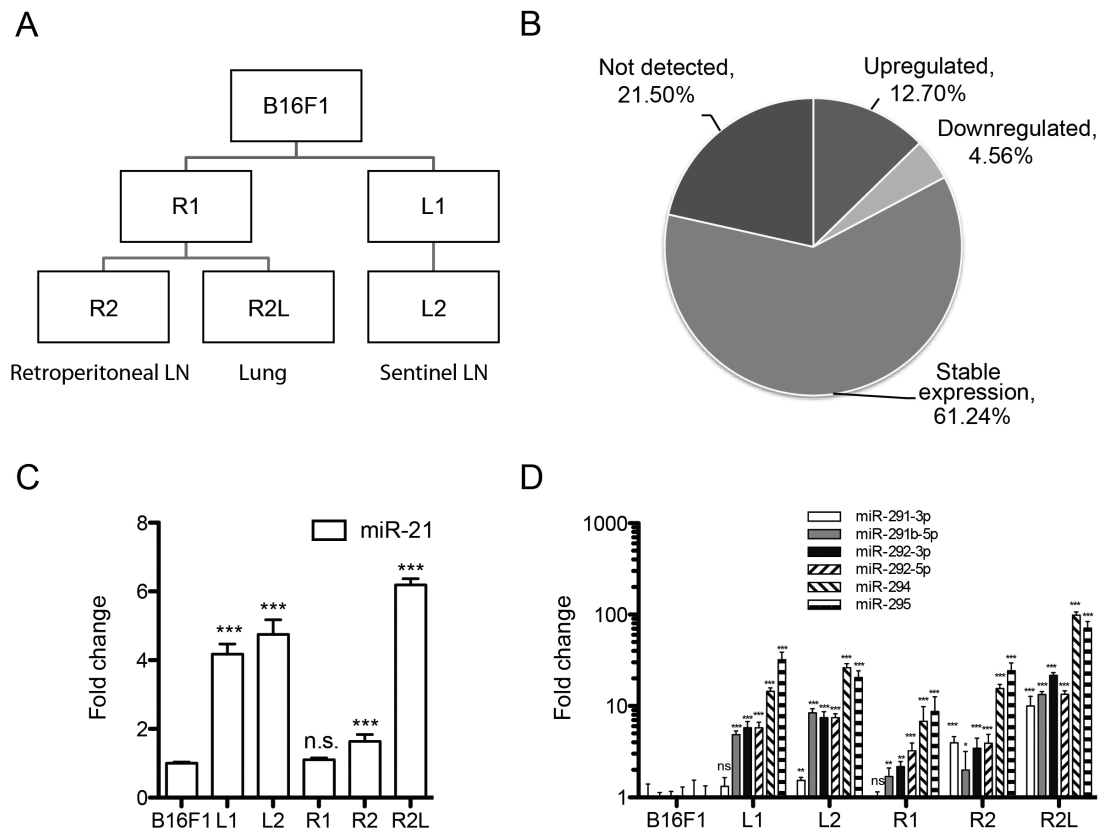 A
B16F1
R1
L1
R2
R2L
L2
Retroperitoneal LN
Lung
Sentinel LN
B
Not detected,
21.50%
Upregulated,
12.70%
Downregulated,
4.56%
Stable
expression,
61.24%
C
Fold change
8
6
4
2
0
miR-21
***
***
n.s.
***
***
B16F1 L1 L2 R1 R2 R2L
D
Fold change
1000
100
10
1
miR-291-3p
miR-291b-5p
miR-292-3p
miR-292-5p
miR-294
miR-295
ns *** *** *** *** ***
** *** *** *** *** ***
ns ** ** *** *** ***
*** * *** *** *** ***
*** *** *** *** *** ***
B16F1 L1 L2 R1 R2 R2L